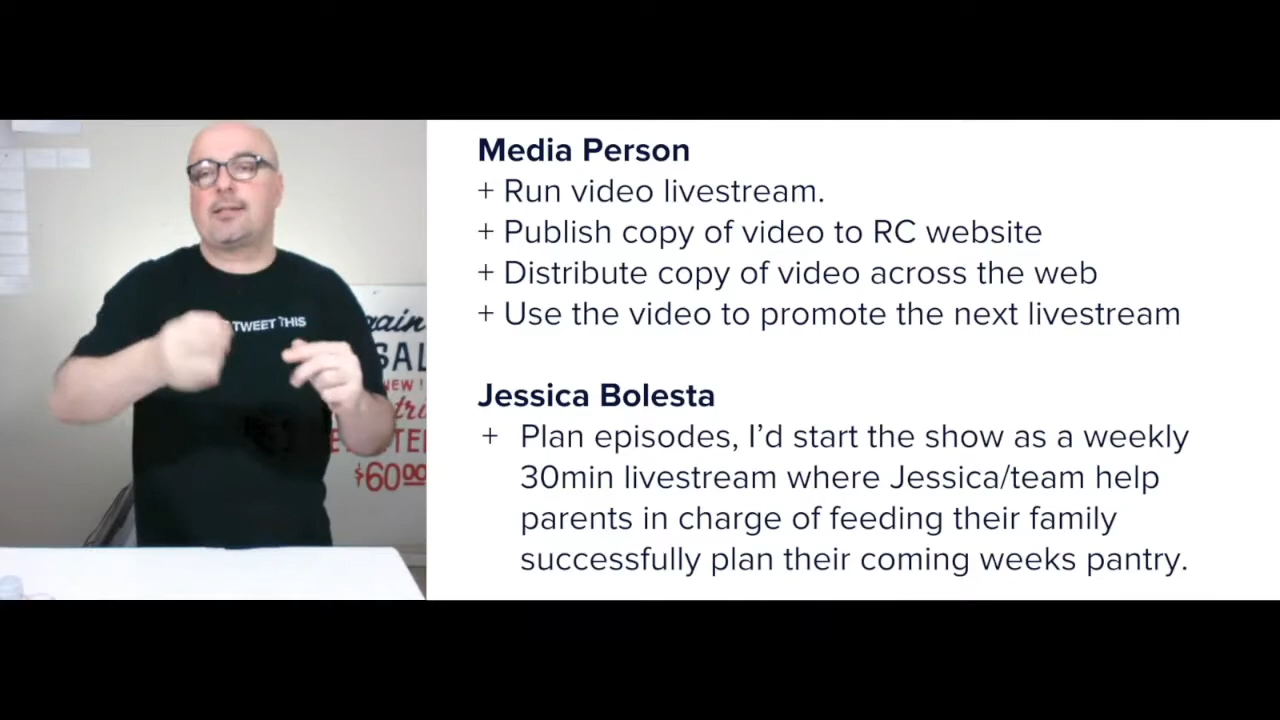 TWEET THIS
SAL
NEW !
$60⁰⁰
Media Person
+ Run video livestream.
+ Publish copy of video to RC website
+ Distribute copy of video across the web
+ Use the video to promote the next livestream
Jessica Bolesta
+ Plan episodes, I’d start the show as a weekly
30min livestream where Jessica/team help
parents in charge of feeding their family
successfully plan their coming weeks pantry.